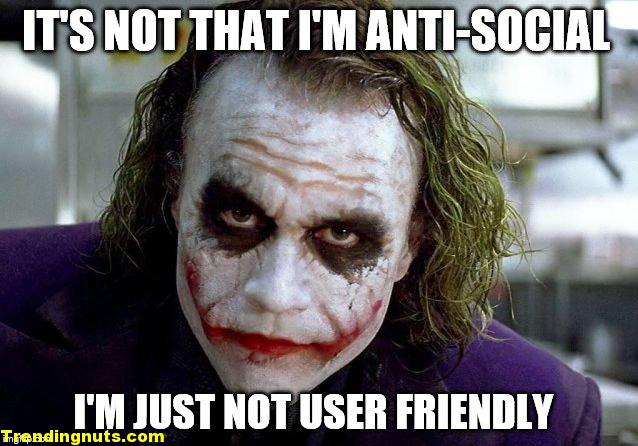 IT'S NOT THAT I'M ANTI-SOCIAL
I'M JUST NOT USER FRIENDLY
Trendingnuts.com